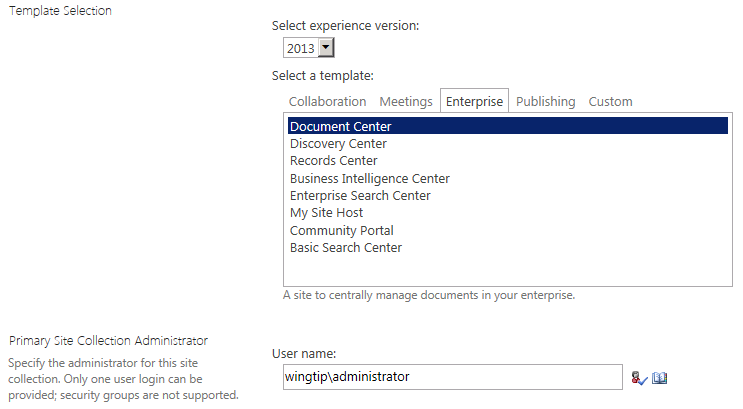 Template Selection
Select experience version:
2013
Select a template:
Collaboration Meetings Enterprise Publishing Custom
Document Center
Discovery Center
Records Center
Business Intelligence Center
Enterprise Search Center
My Site Host
Community Portal
Basic Search Center
A site to centrally manage documents in your enterprise.
Primary Site Collection Administrator
Specify the administrator for this site
collection. Only one user login can be
provided; security groups are not supported.
User name:
wingtip\administrator